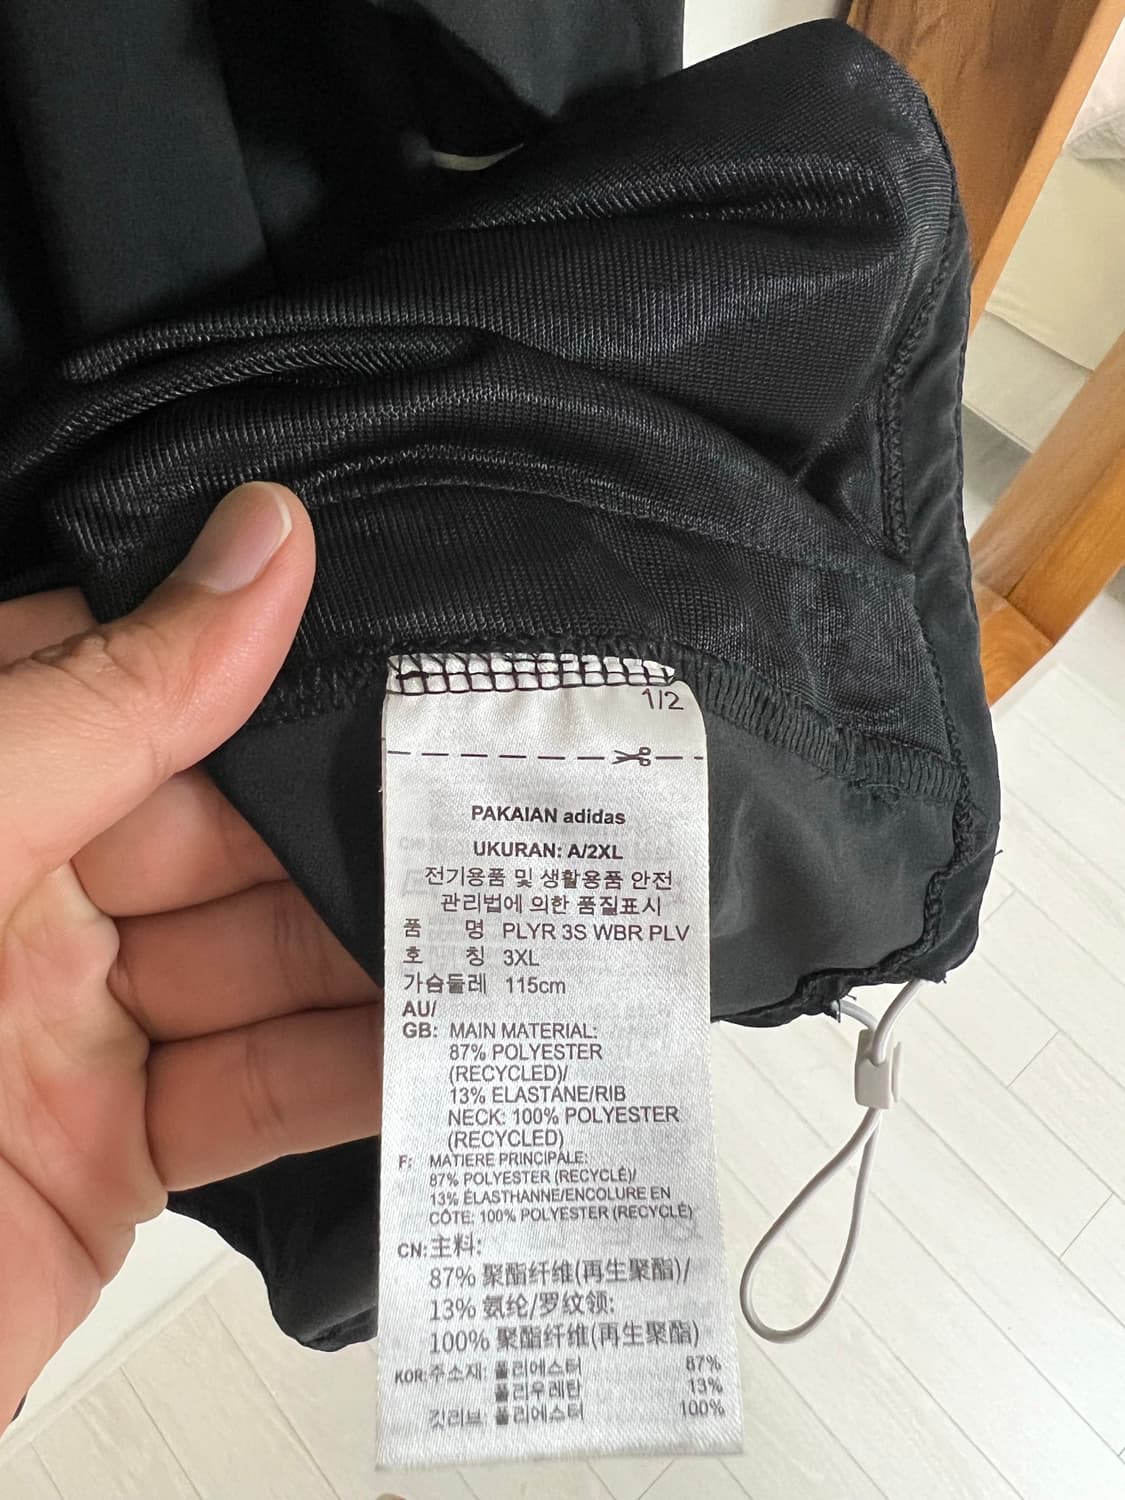 1/2
PAKAIAN adidas
UKURAN: A/2XL
전기용품 및 생활용품 안전
관리법에 의한 품질표시
품 명 PLYR 3S WBR PLV
호 칭 3XL
가슴둘레 115cm
AU/
GB: MAIN MATERIAL:
87% POLYESTER
(RECYCLED)/
13% ELASTANE/RIB
NECK: 100% POLYESTER
(RECYCLED)
F: MATIERE PRINCIPALE:
87% POLYESTER (RECYCLÉ)/
13% ÉLASTHANNE/ENCOLURE EN
CÔTE: 100% POLYESTER (RECYCLÉ)
CN: 主料:
87% 聚酯纤维(再生聚酯)/
13% 氨纶/罗纹领:
100% 聚酯纤维(再生聚酯)
KOR: 주소재: 폴리에스터 87%
폴리우레탄 13%
깃리브: 폴리에스터 100%